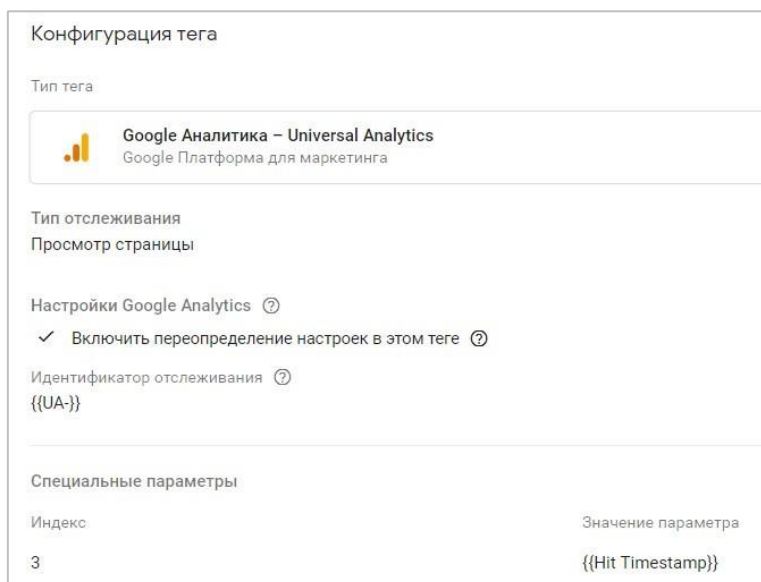 Конфигурация тега
Тип тега
Google Аналитика – Universal Analytics
Google Платформа для маркетинга
Тип отслеживания
Просмотр страницы
Настройки Google Analytics
Включить переопределение настроек в этом теге
Идентификатор отслеживания
{{UA-}}
Специальные параметры
Индекс Значение параметра
3 {{Hit Timestamp}}